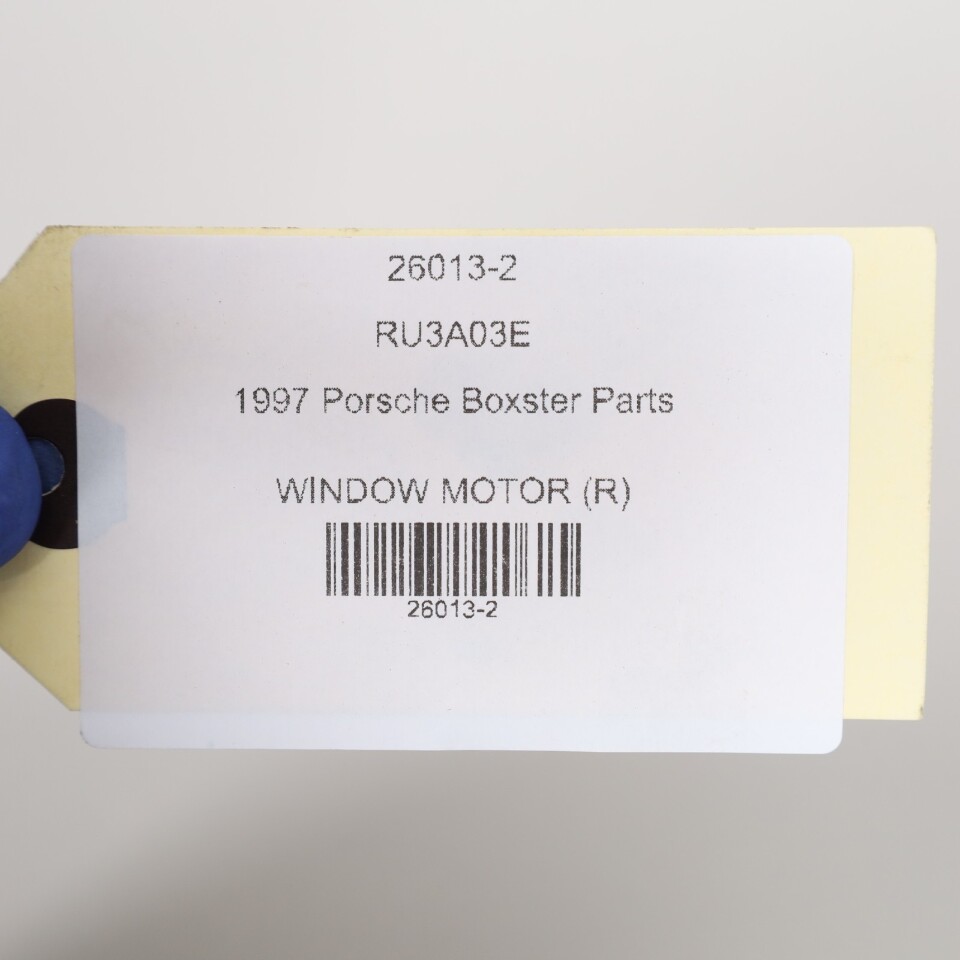 26013-2
RU3A03E
1997 Porsche Boxster Parts
WINDOW MOTOR (R)
26013-2